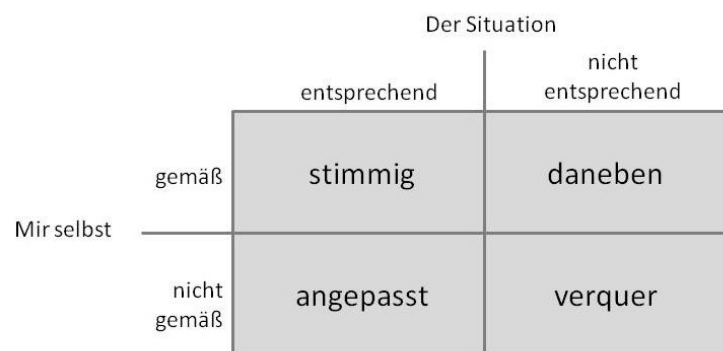 Der Situation
entsprechend
nicht
entsprechend
gemäß
stimmig
daneben
Mir selbst
nicht
gemäß
angepasst
verquer